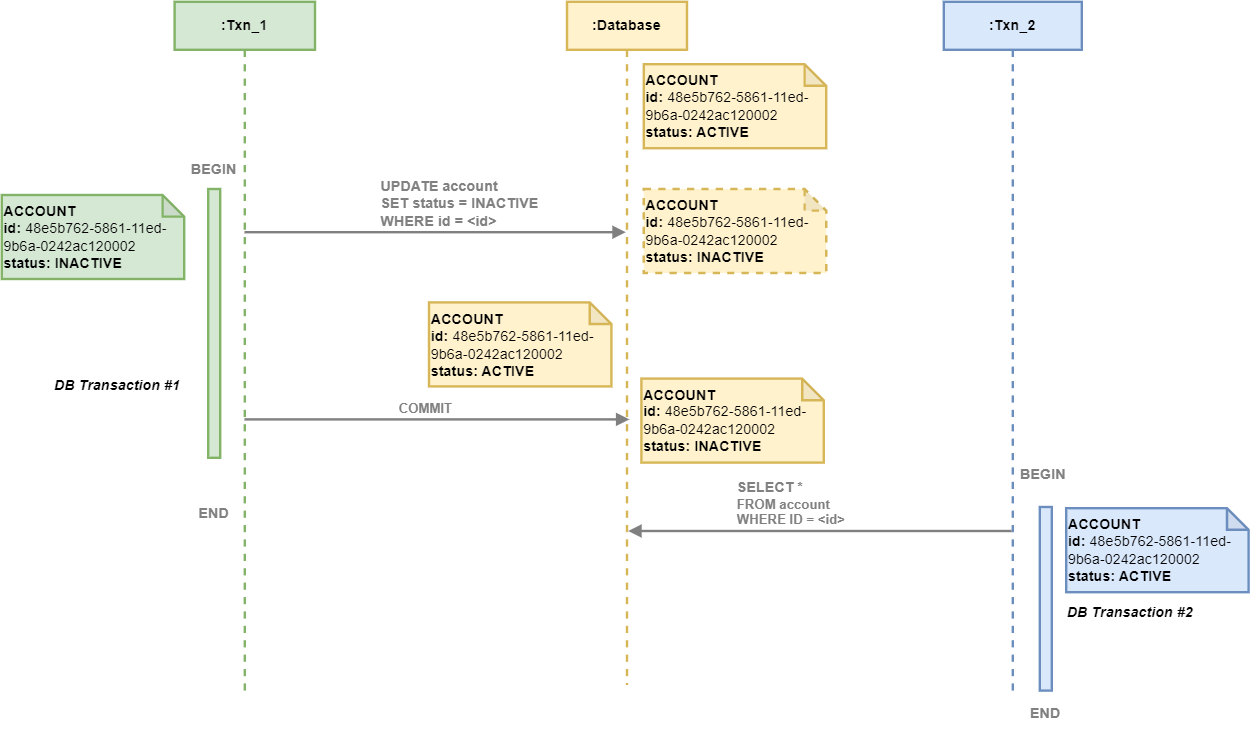 :Txn_1
:Database
:Txn_2
ACCOUNT
id: 48e5b762-5861-11ed-
9b6a-0242ac120002
status: ACTIVE
BEGIN
UPDATE account
SET status = INACTIVE
WHERE id = <id>
ACCOUNT
id: 48e5b762-5861-11ed-
9b6a-0242ac120002
status: INACTIVE
ACCOUNT
id: 48e5b762-5861-11ed-
9b6a-0242ac120002
status: INACTIVE
ACCOUNT
id: 48e5b762-5861-11ed-
9b6a-0242ac120002
status: ACTIVE
DB Transaction #1
COMMIT
ACCOUNT
id: 48e5b762-5861-11ed-
9b6a-0242ac120002
status: INACTIVE
BEGIN
SELECT *
FROM account
WHERE ID = <id>
END
ACCOUNT
id: 48e5b762-5861-11ed-
9b6a-0242ac120002
status: ACTIVE
DB Transaction #2
END